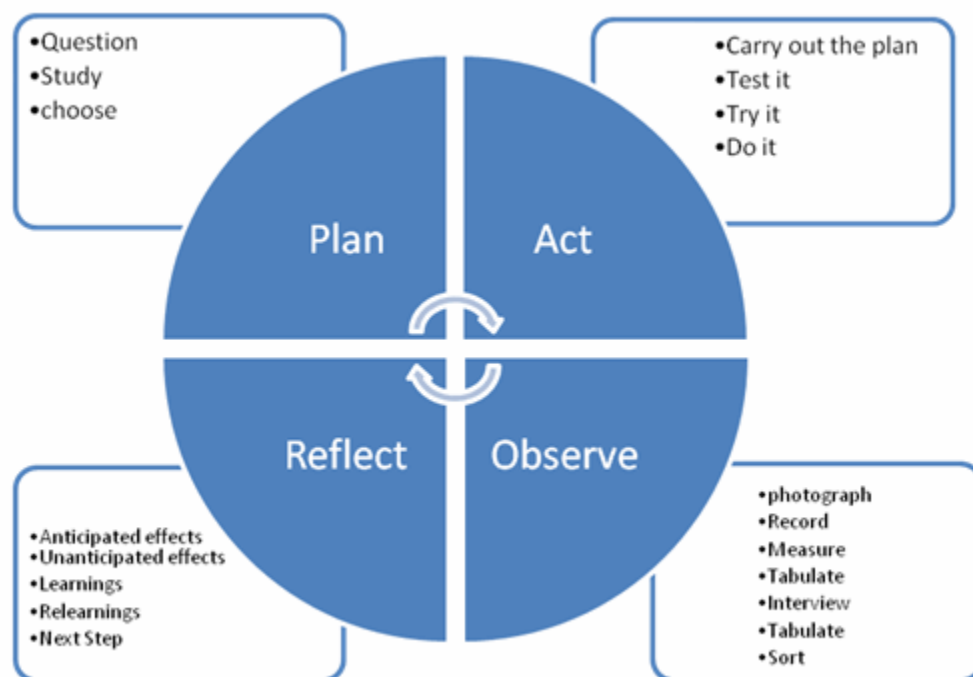 •Question
•Study
•choose
•Carry out the plan
•Test it
•Try it
•Do it
Plan
Act
Reflect
Observe
•Anticipated effects
•Unanticipated effects
•Learnings
•Relearnings
•Next Step
•photograph
•Record
•Measure
•Tabulate
•Interview
•Tabulate
•Sort